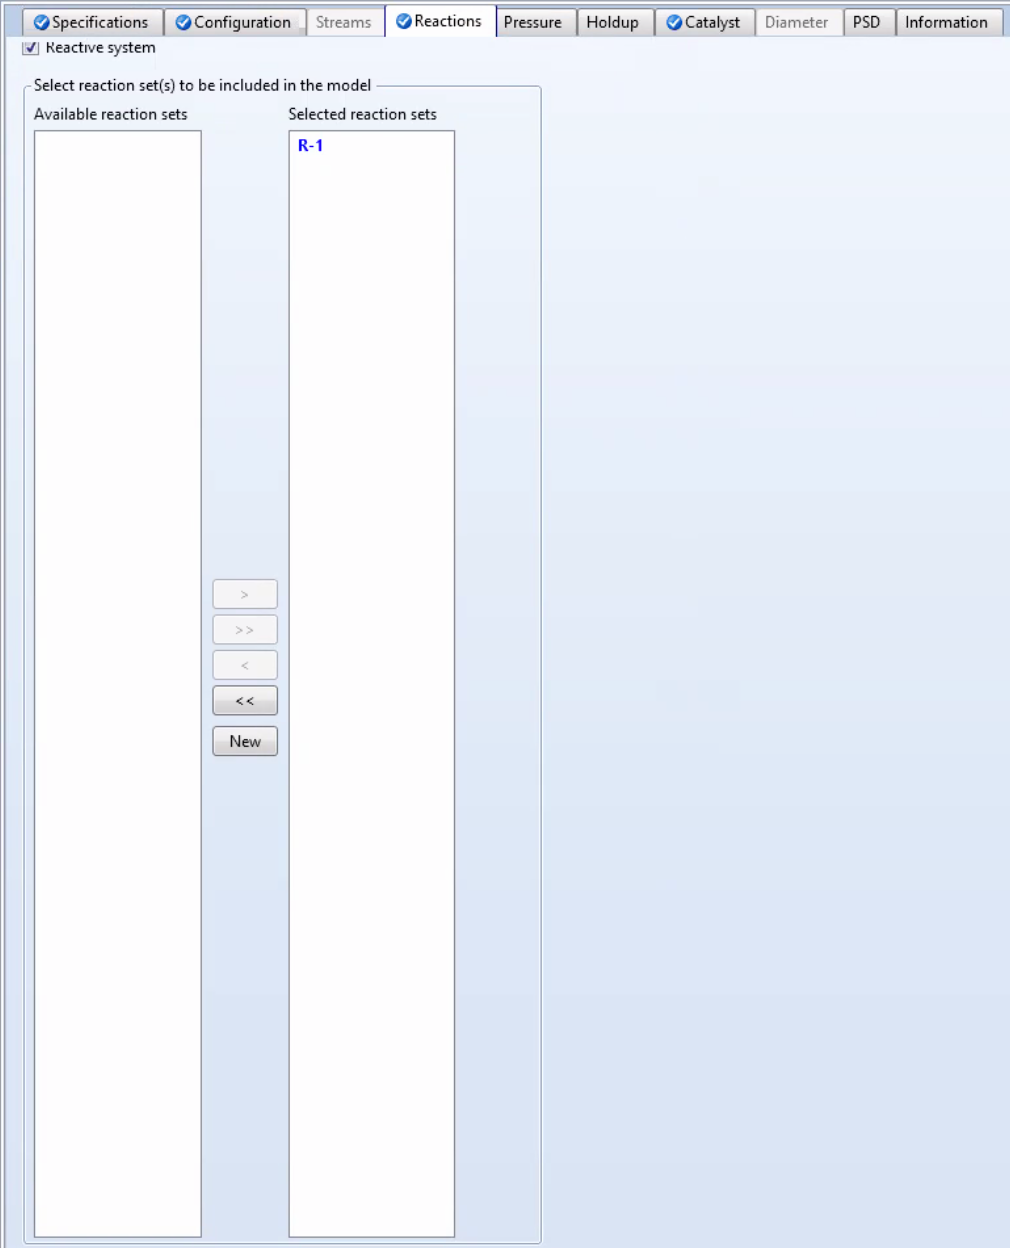 Specifications Configuration Streams Reactions Pressure Holdup Catalyst Diameter PSD Information
Reactive system
Select reaction set(s) to be included in the model
Available reaction sets Selected reaction sets
R-1
>
>>
<
<<
New